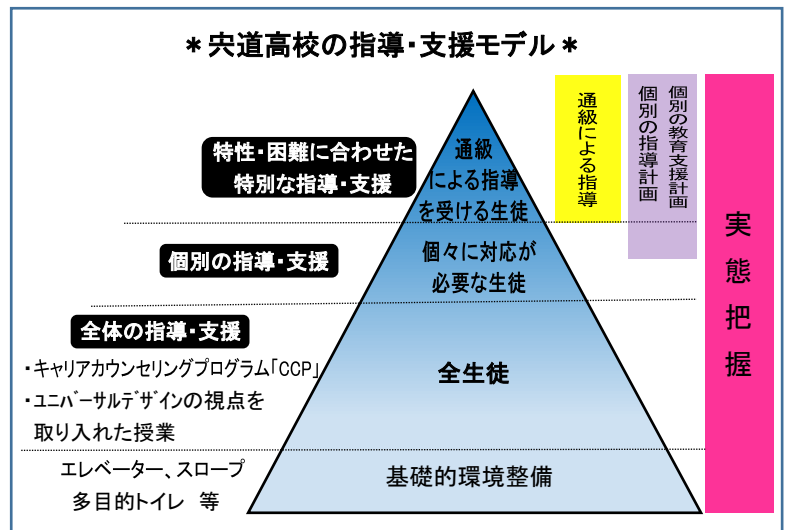 ＊宍道高校の指導・支援モデル＊
特性・困難に合わせた
特別な指導・支援
通級
による指導
を受ける生徒
通級による指導
個別の教育支援計画
個別の指導計画
実態把握
個別の指導・支援
個々に対応が
必要な生徒
全体の指導・支援
・キャリアカウンセリングプログラム「CCP」
・ユニバーサルデザインの視点を
取り入れた授業
全生徒
エレベーター、スロープ
多目的トイレ 等
基礎的環境整備